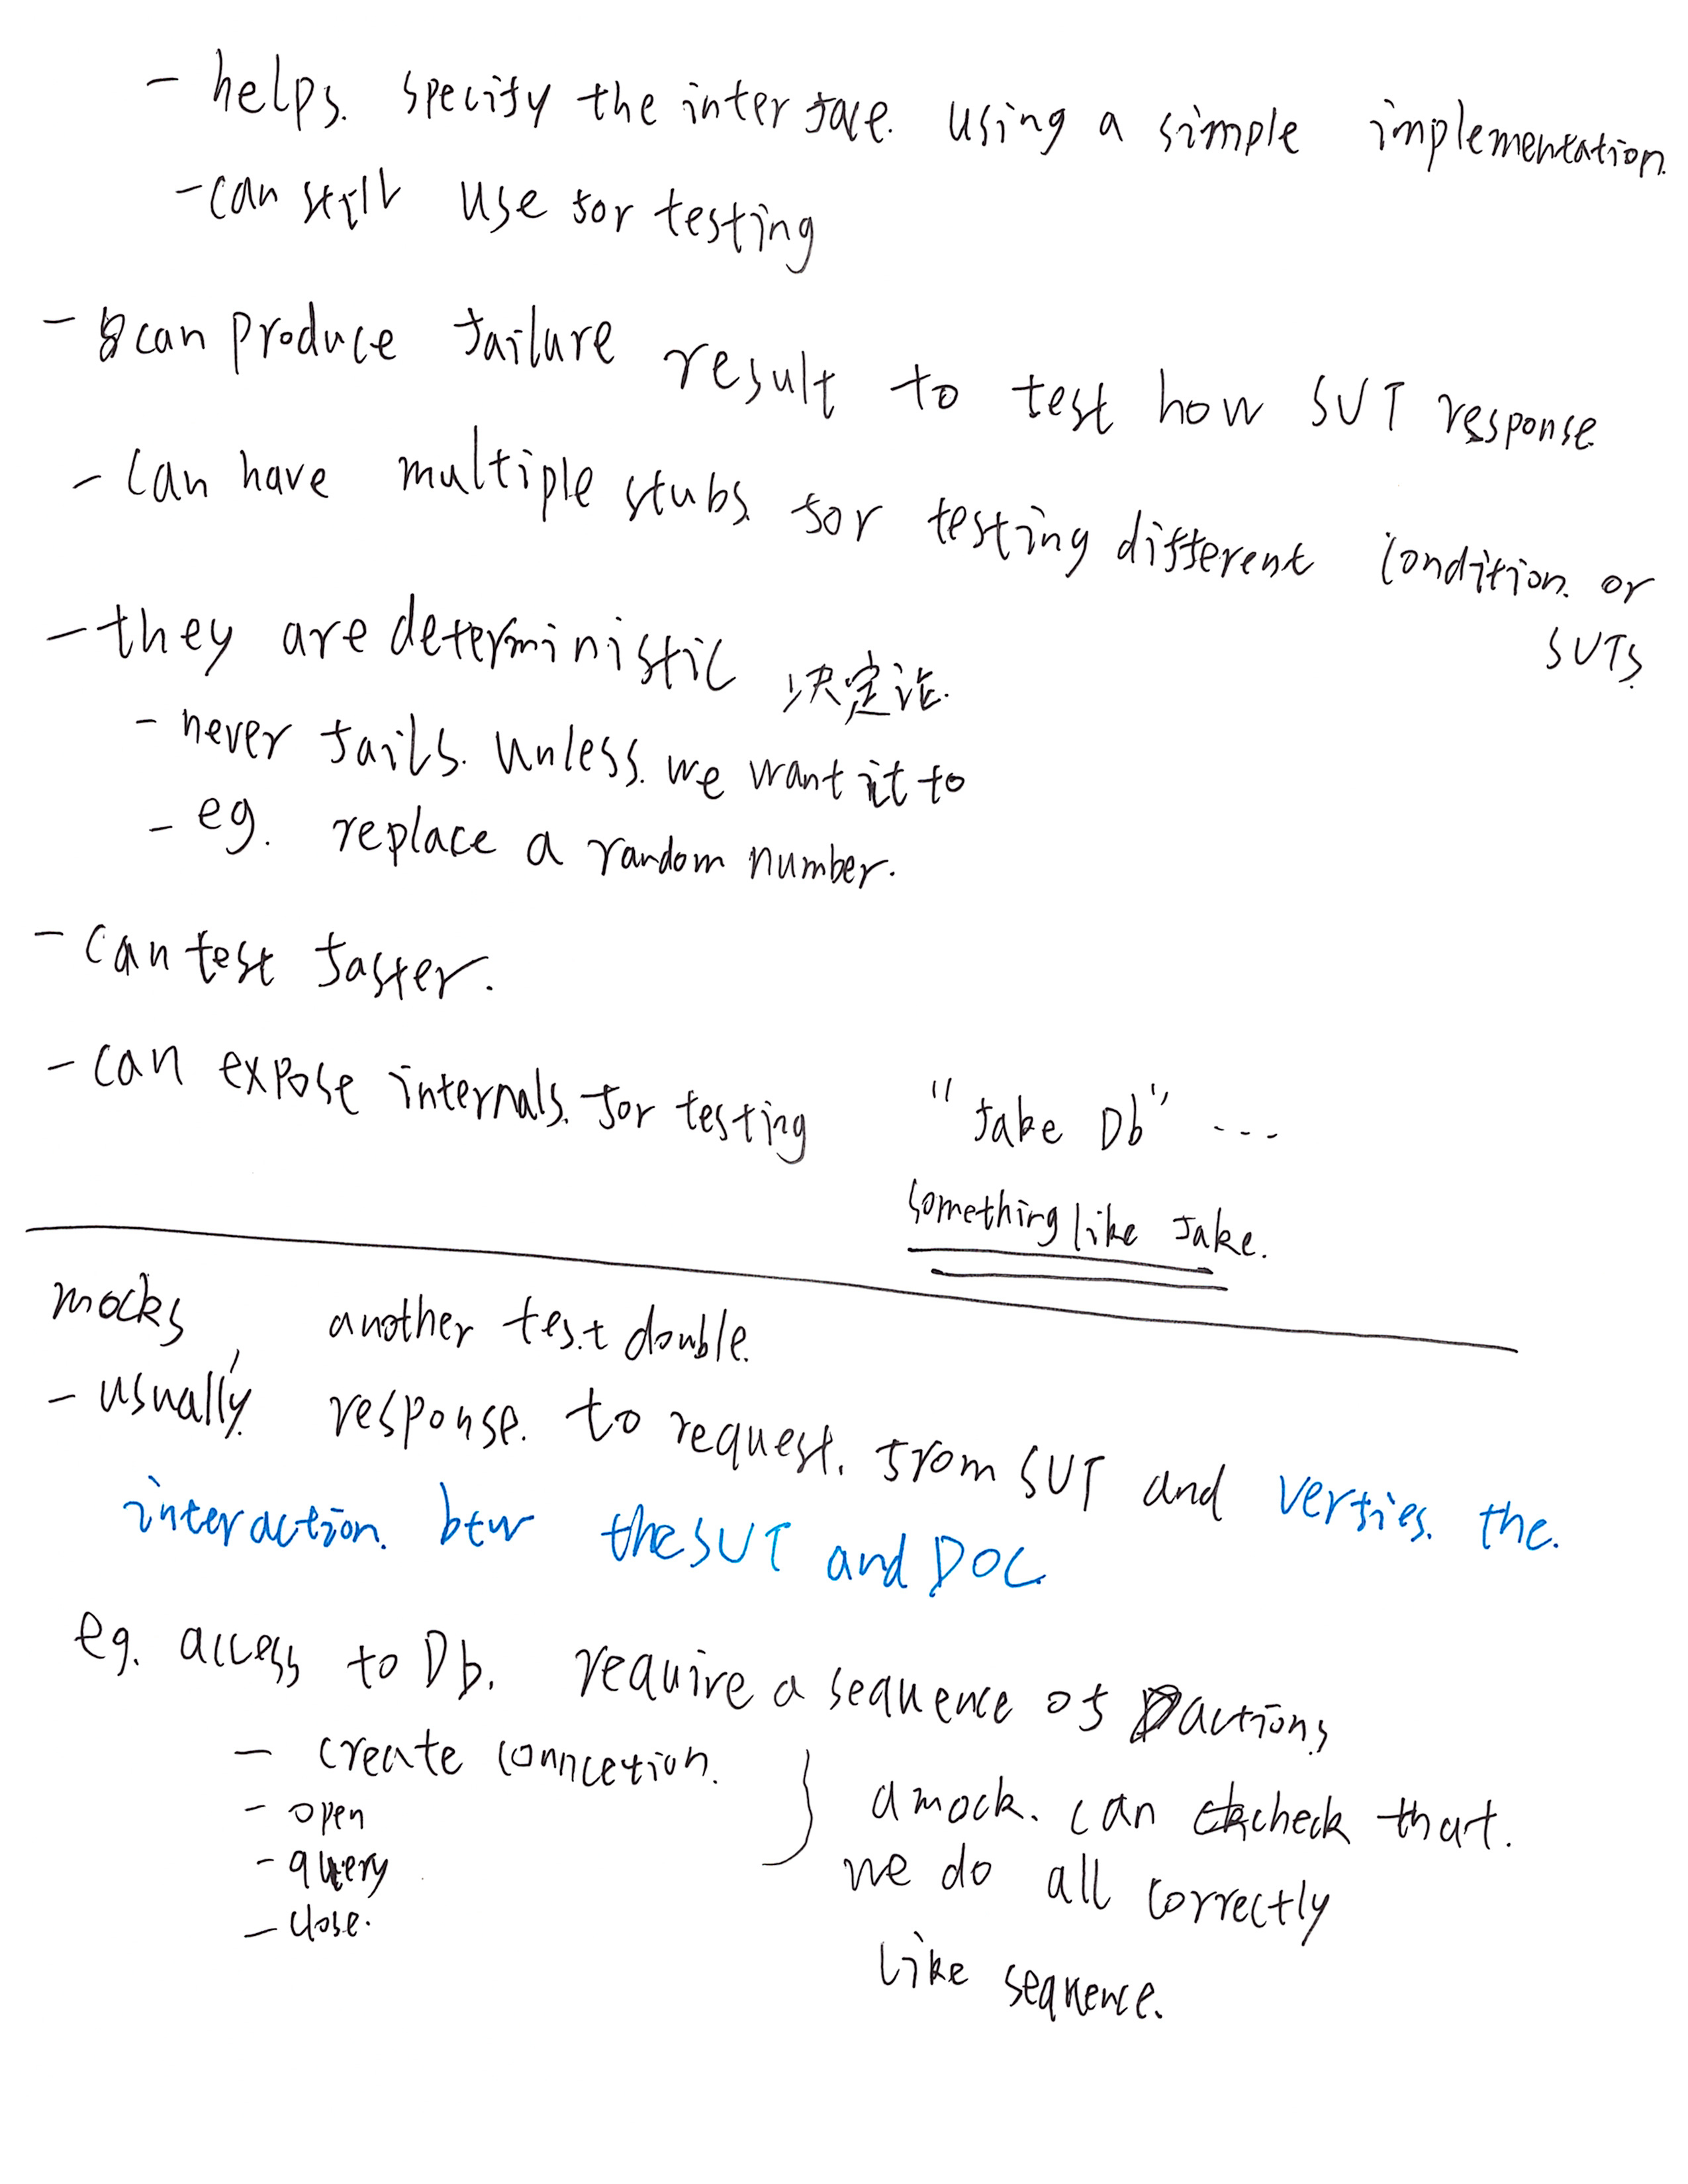 - helps specify the interface using a simple implementation
- can still use for testing
- can produce failure result to test how SUT response
- can have multiple stubs for testing different condition or
SUTs
- they are deterministic 决定论
- never fails unless we want it to
- eg. replace a random number.
- can test faster.
- can expose internals for testing
"fake Db" ...
something like fake.
mocks another test double.
- usually response to request from SUT and verfies the
interaction btw the SUT and DOC
eg. access to Db. require a sequence of actions
- create connection.
- open
- query
- close.
a mock can check that
we do all correctly
like sequence.